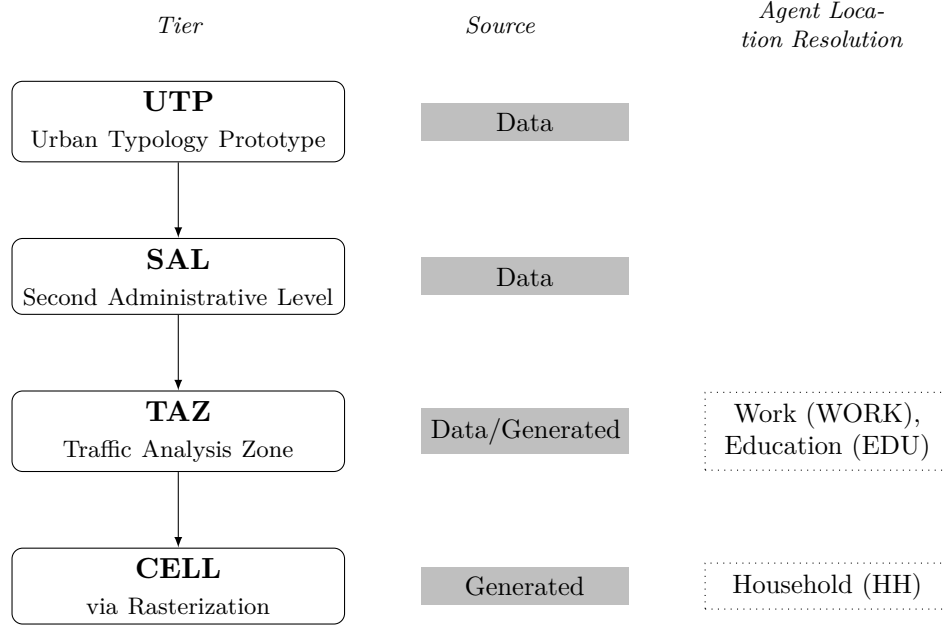 Tier
Source
Agent Loca-
tion Resolution
UTP
Urban Typology Prototype
Data
SAL
Second Administrative Level
Data
TAZ
Traffic Analysis Zone
Data/Generated
Work (WORK),
Education (EDU)
CELL
via Rasterization
Generated
Household (HH)